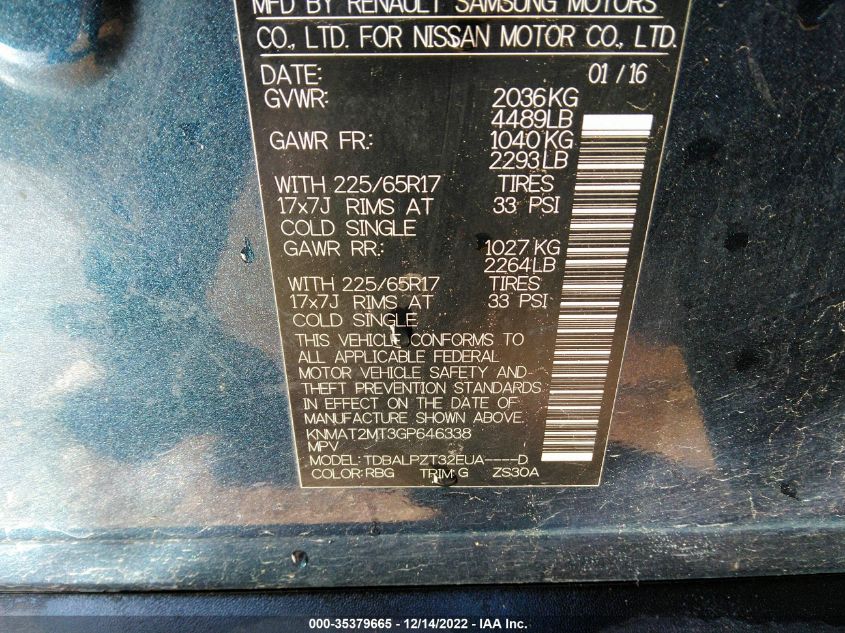 MFD BY RENAULT SAMSUNG MOTORS
CO., LTD. FOR NISSAN MOTOR CO., LTD.
DATE: 01 / 16
GVWR: 2036KG
4489LB
GAWR FR.: 1040KG
2293LB
WITH 225/65R17 TIRES
17x7J RIMS AT 33 PSI
COLD SINGLE
GAWR RR.: 1027KG
2264LB
WITH 225/65R17 TIRES
17x7J RIMS AT 33 PSI
COLD SINGLE
THIS VEHICLE CONFORMS TO
ALL APPLICABLE FEDERAL
MOTOR VEHICLE SAFETY AND
THEFT PREVENTION STANDARDS
IN EFFECT ON THE DATE OF
MANUFACTURE SHOWN ABOVE.
KNMAT2MT3GP646338
MPV
MODEL: TDBALPZT32EUA----D
COLOR: RBG TRIM: G ZS30A
000-35379665 - 12/14/2022 - IAA Inc.